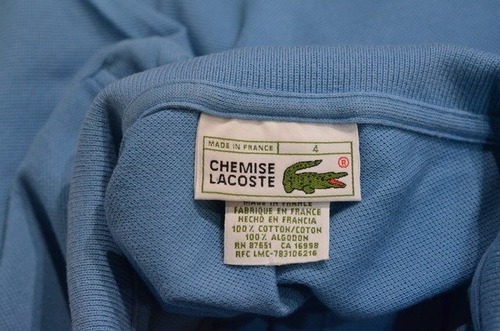 MADE IN FRANCE 4
CHEMISE
LACOSTE ®
MADE IN FRANCE
FABRIQUE EN FRANCE
HECHO EN FRANCIA
100% COTTON/COTON
100% ALGODON
RN 87651 CA 16998
RFC LMC-783106216